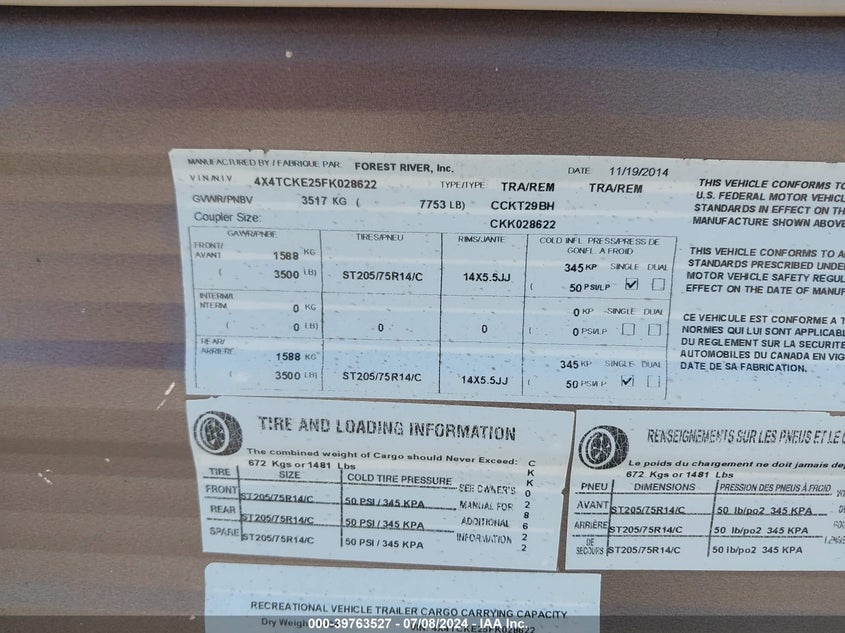 MANUFACTURED BY / FABRIQUE PAR: FOREST RIVER, Inc. DATE: 11/19/2014
VIN/NIV 4X4TCKE25FK028622 TYPE/TYPE TRA/REM TRA/REM
GVWR/PNBV 3517 KG ( 7753 LB) CCKT29BH
Coupler Size: CKK028622
GAWR/PNBE TIRES/PNEU RIMS/JANTE COLD INFL. PRESS/PRESS DE GONFL. A FROID
FRONT/AVANT 1588 KG 345 KP SINGLE DUAL
( 3500 LB) ST205/75R14/C 14X5.5JJ ( 50 PSI/LP
INTERM/INTERM 0 KG 0 KP SINGLE DUAL
( 0 LB) 0 0 ( 0 PSI/LP
REAR/ARRIÈRE 1588 KG 345 KP SINGLE DUAL
( 3500 LB) ST205/75R14/C 14X5.5JJ ( 50 PSI/LP
THIS VEHICLE CONFORMS TO
U.S. FEDERAL MOTOR VEHICL
STANDARDS IN EFFECT ON THE
MANUFACTURE SHOWN ABOVE
THIS VEHICLE CONFORMS TO A
STANDARDS PRESCRIBED UNDE
MOTOR VEHICLE SAFETY REGUL
EFFECT ON THE DATE OF MANUF
CE VEHICULE EST CONFORME A T
NORMES QUI LUI SONT APPLICABL
DU REGLEMENT SUR LA SECURITE
AUTOMOBILES DU CANADA EN VIG
DATE DE SA FABRICATION.
TIRE AND LOADING INFORMATION
The combined weight of Cargo should Never Exceed:
672 Kgs or 1481 Lbs
TIRE SIZE COLD TIRE PRESSURE
FRONT ST205/75R14/C 50 PSI / 345 KPA
REAR ST205/75R14/C 50 PSI / 345 KPA
SPARE ST205/75R14/C 50 PSI / 345 KPA
SEE OWNER'S
MANUAL FOR
ADDITIONAL
INFORMATION
CKK028622
RENSEIGNEMENTS SUR LES PNEUS ET LE C
Le poids du chargement ne doit jamais dep
672 Kgs or 1481 Lbs
PNEU DIMENSIONS PRESSION DES PNEUS À FROID
AVANT ST205/75R14/C 50 lb/po2 345 KPA
ARRIÈRE ST205/75R14/C 50 lb/po2 345 KPA
DE SECOURS ST205/75R14/C 50 lb/po2 345 KPA
RECREATIONAL VEHICLE TRAILER CARGO CARRYING CAPACITY
Dry Weigh VIN: 4X4TCKE25FK028622
000-39763527 - 07/08/2024 - IAA Inc.